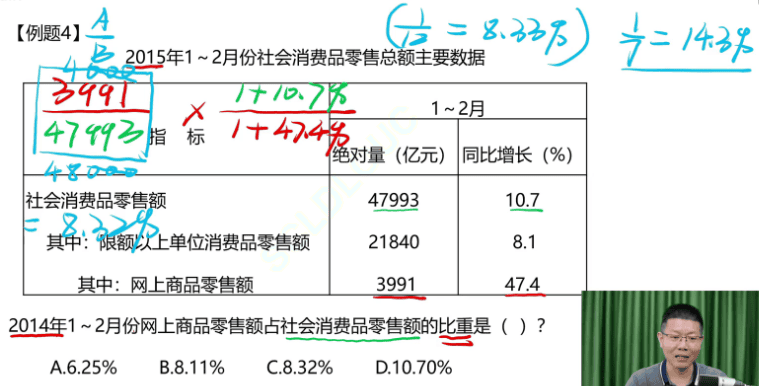 【例题4】 A/B (1/12 = 8.33%) 1/7 = 14.3%
2015年1～2月份社会消费品零售总额主要数据
4000
3991/47993 × (1+10.7%)/(1+47.4%)
48000
= 8.32%
指 标 1～2月
绝对量（亿元） 同比增长（%）
社会消费品零售额 47993 10.7
其中：限额以上单位消费品零售额 21840 8.1
其中：网上商品零售额 3991 47.4
2014年1～2月份网上商品零售额占社会消费品零售额的比重是（ ）？
A.6.25% B.8.11% C.8.32% D.10.70%